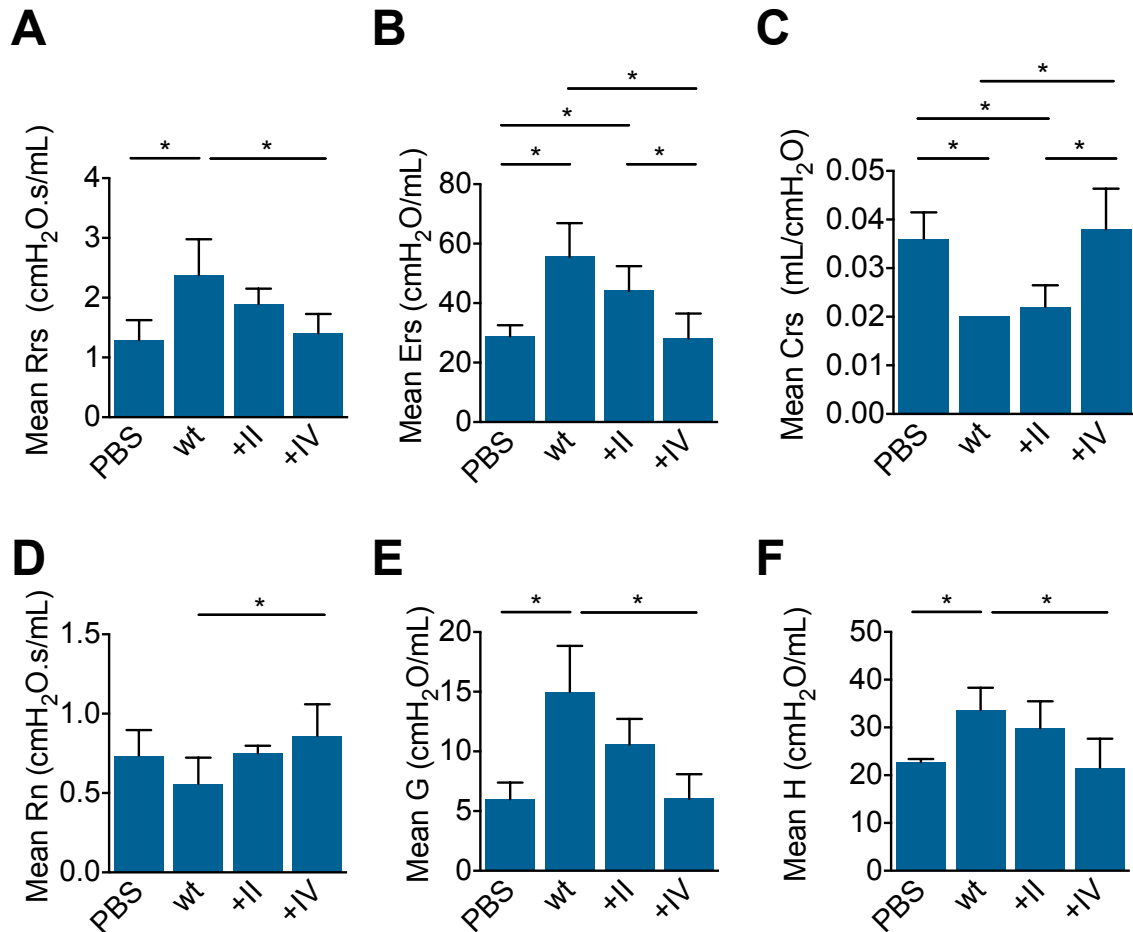 A
Mean Rrs (cmH₂O.s/mL)
* *
4
3
2
1
0
PBS wt +II +IV
B
Mean Ers (cmH₂O/mL)
*
*
* *
80
60
40
20
0
PBS wt +II +IV
C
Mean Crs (mL/cmH₂O)
*
*
* *
0.05
0.04
0.03
0.02
0.01
0.00
PBS wt +II +IV
D
Mean Rn (cmH₂O.s/mL)
*
1.5
1.0
0.5
0.0
PBS wt +II +IV
E
Mean G (cmH₂O/mL)
* *
20
15
10
5
0
PBS wt +II +IV
F
Mean H (cmH₂O/mL)
* *
50
40
30
20
10
0
PBS wt +II +IV